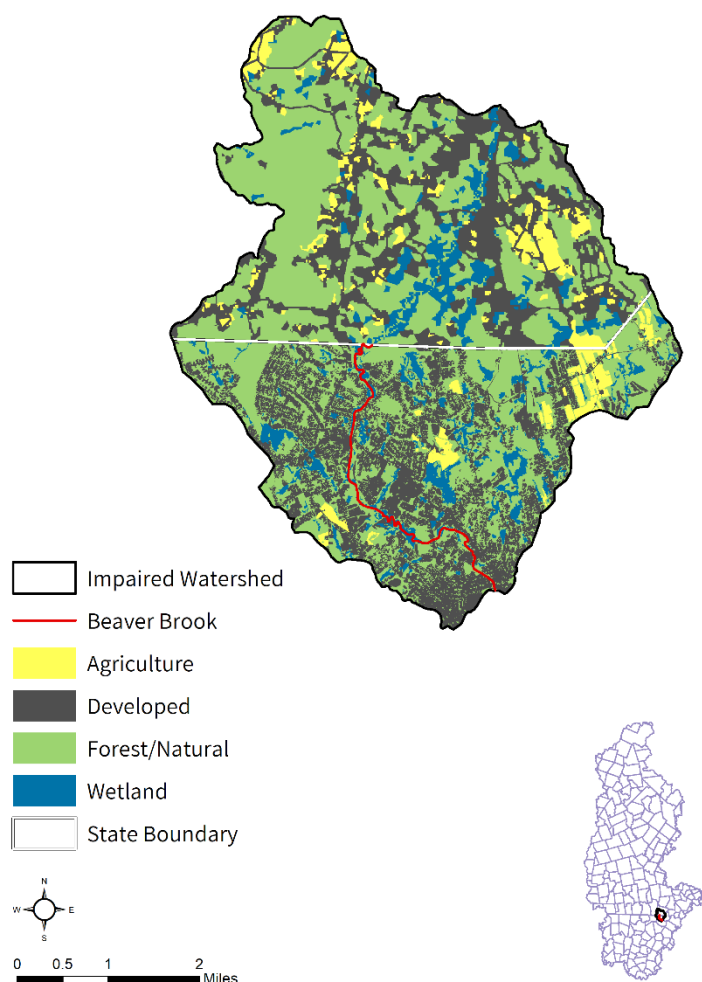 Impaired Watershed
Beaver Brook
Agriculture
Developed
Forest/Natural
Wetland
State Boundary
N
W E
S
0 0.5 1 2
Miles